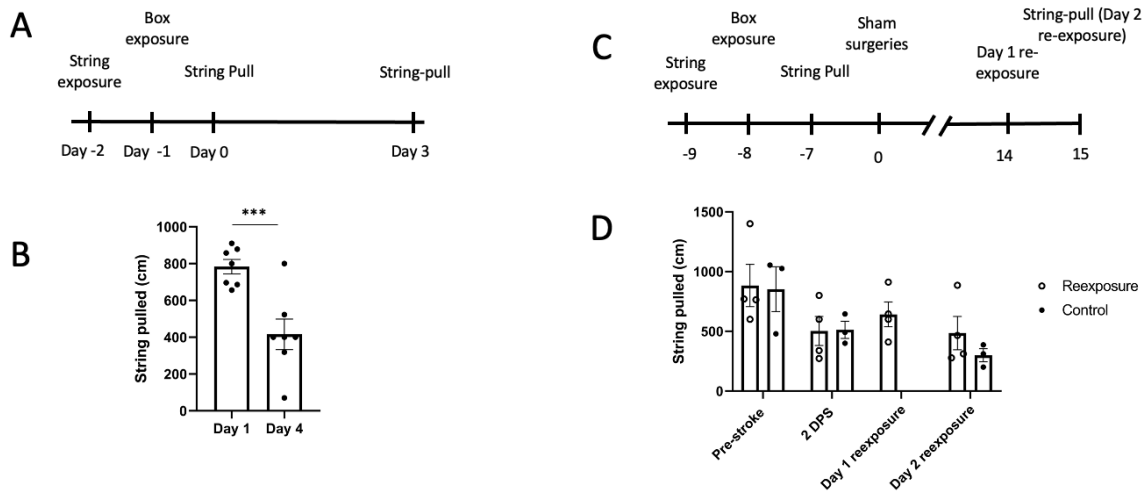 A
Box
exposure
String
exposure
String Pull
String-pull
Day -2
Day -1
Day 0
Day 3
B
***
String pulled (cm)
1000
800
600
400
200
0
Day 1
Day 4
C
String-pull (Day 2
re-exposure)
Box
exposure
Sham
surgeries
Day 1 re-
exposure
String
exposure
String Pull
-9
-8
-7
0
14
15
D
String pulled (cm)
1500
1000
500
0
Pre-stroke
2 DPS
Day 1 reexposure
Day 2 reexposure
Reexposure
Control